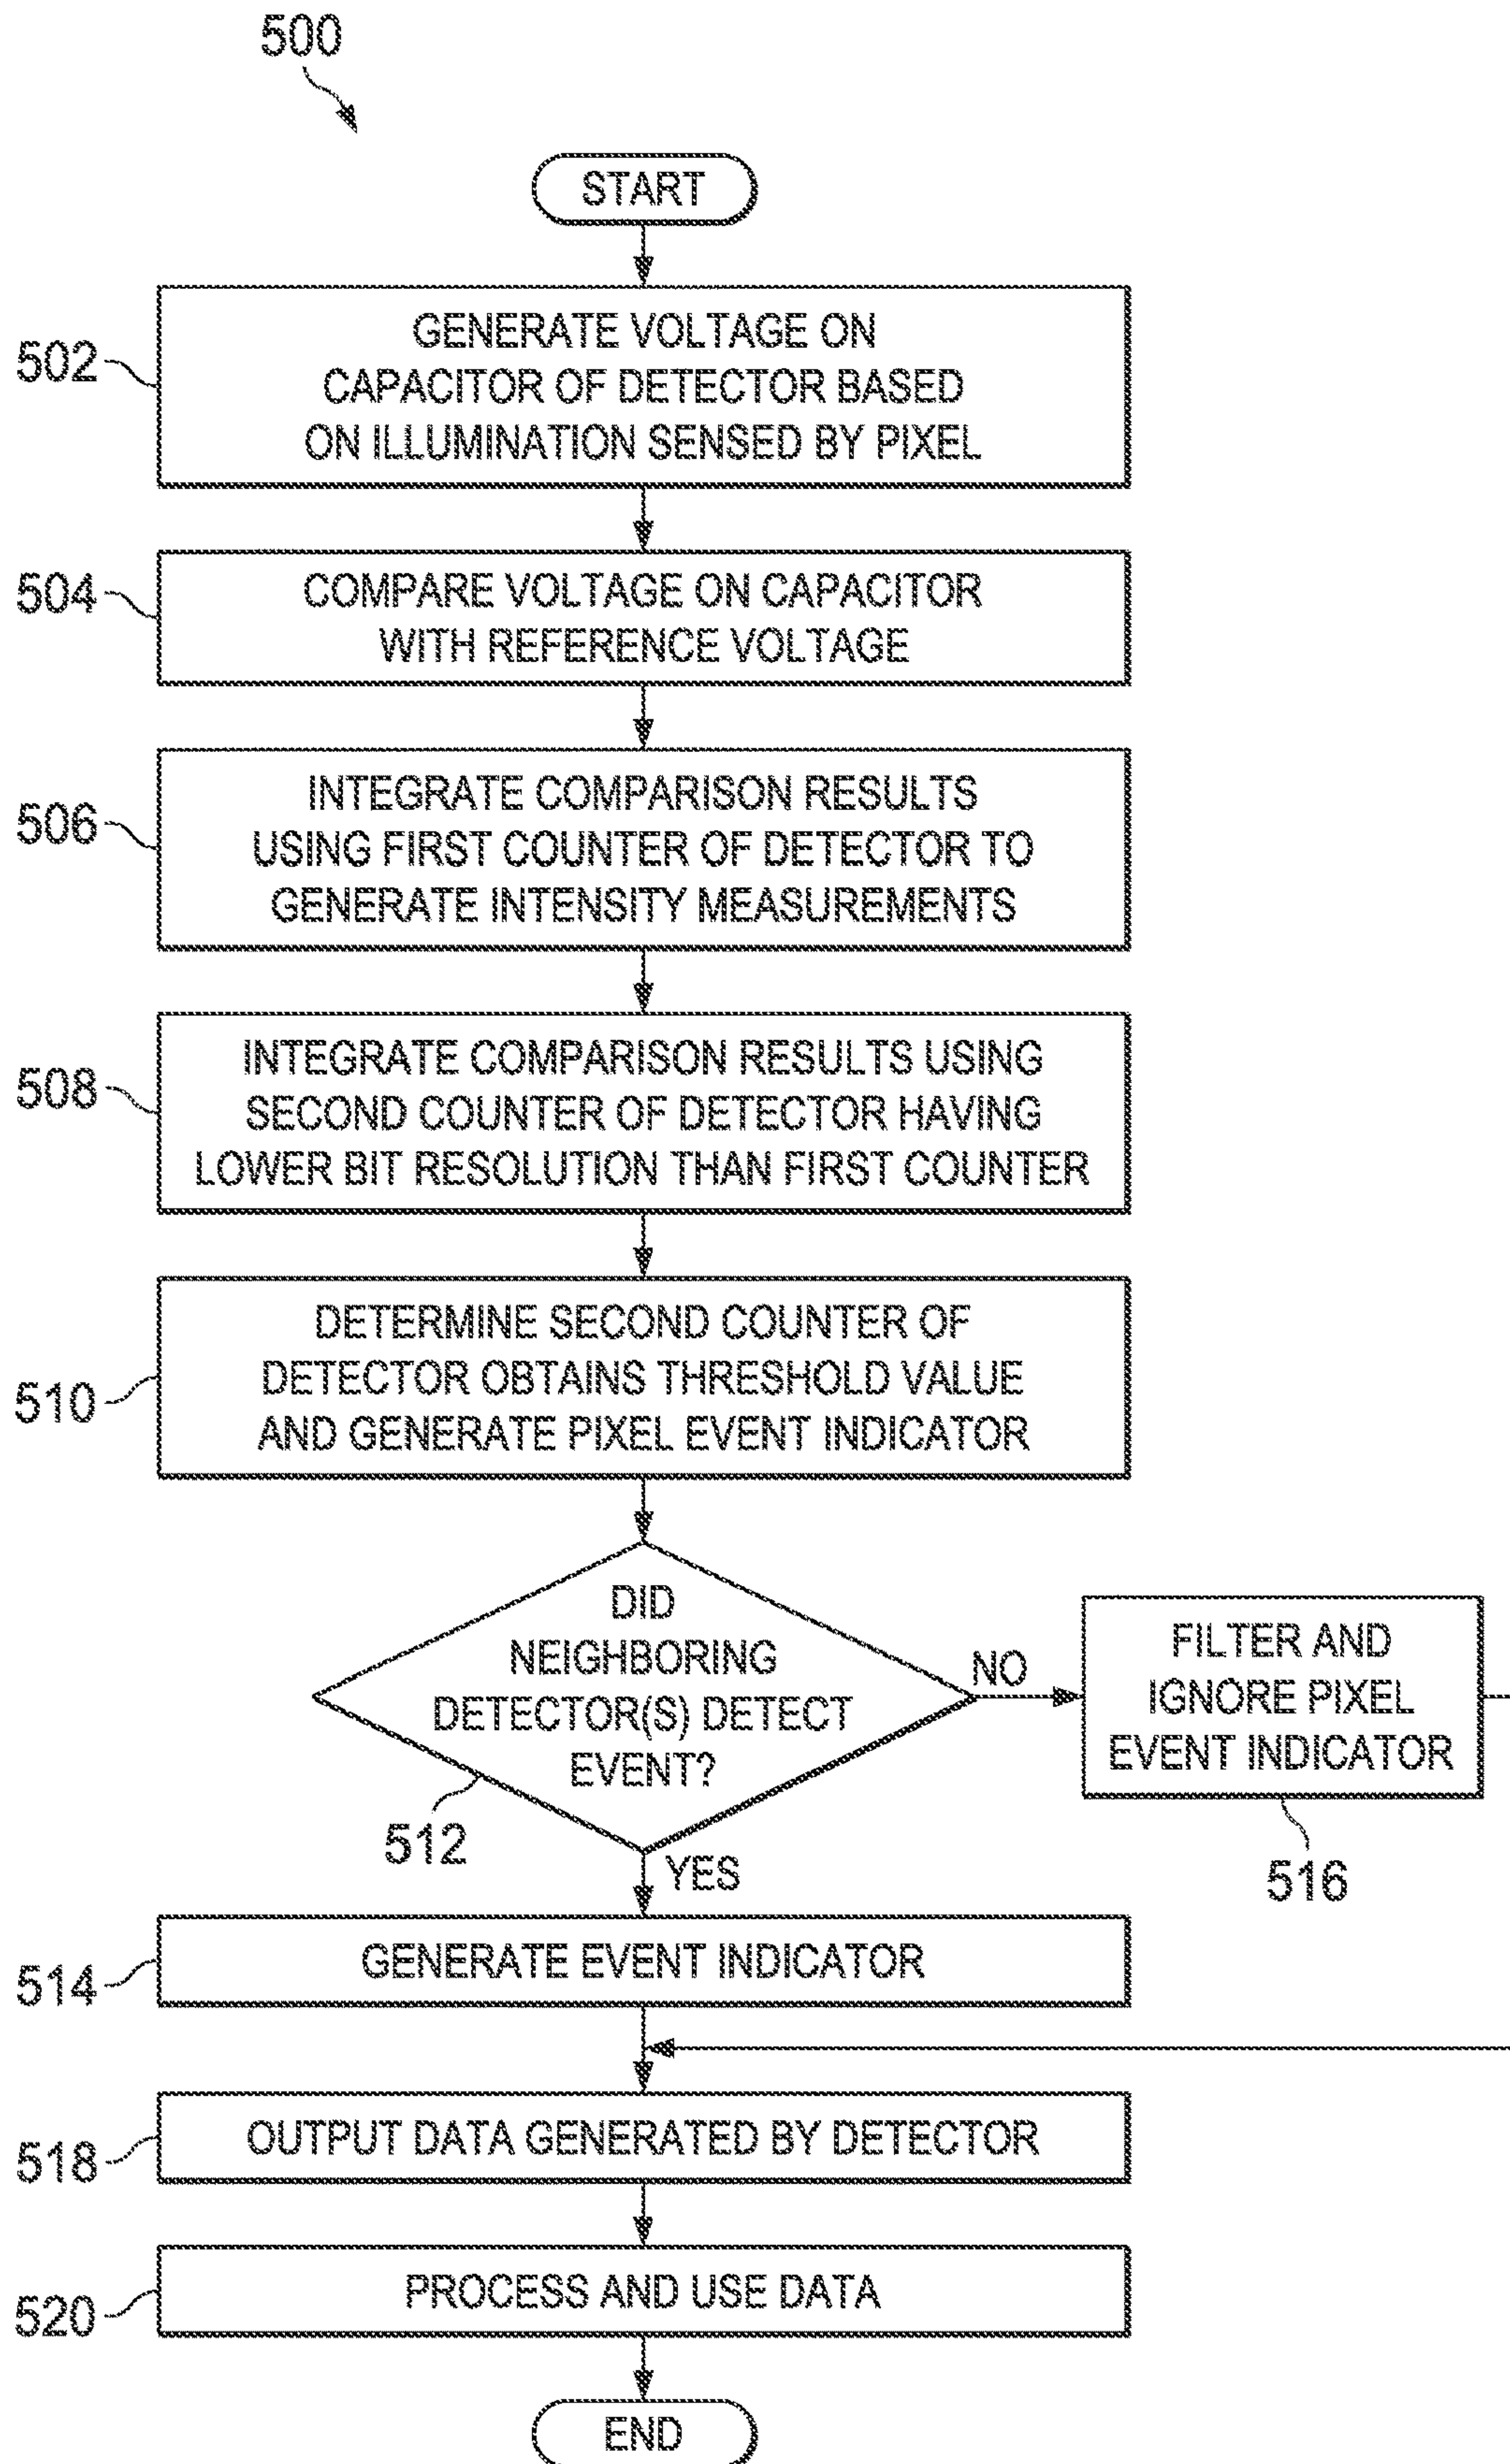 500
START
502
GENERATE VOLTAGE ON
CAPACITOR OF DETECTOR BASED
ON ILLUMINATION SENSED BY PIXEL
504
COMPARE VOLTAGE ON CAPACITOR
WITH REFERENCE VOLTAGE
506
INTEGRATE COMPARISON RESULTS
USING FIRST COUNTER OF DETECTOR TO
GENERATE INTENSITY MEASUREMENTS
508
INTEGRATE COMPARISON RESULTS USING
SECOND COUNTER OF DETECTOR HAVING
LOWER BIT RESOLUTION THAN FIRST COUNTER
510
DETERMINE SECOND COUNTER OF
DETECTOR OBTAINS THRESHOLD VALUE
AND GENERATE PIXEL EVENT INDICATOR
DID
NEIGHBORING
DETECTOR(S) DETECT
EVENT?
512
NO
FILTER AND
IGNORE PIXEL
EVENT INDICATOR
516
YES
514
GENERATE EVENT INDICATOR
518
OUTPUT DATA GENERATED BY DETECTOR
520
PROCESS AND USE DATA
END